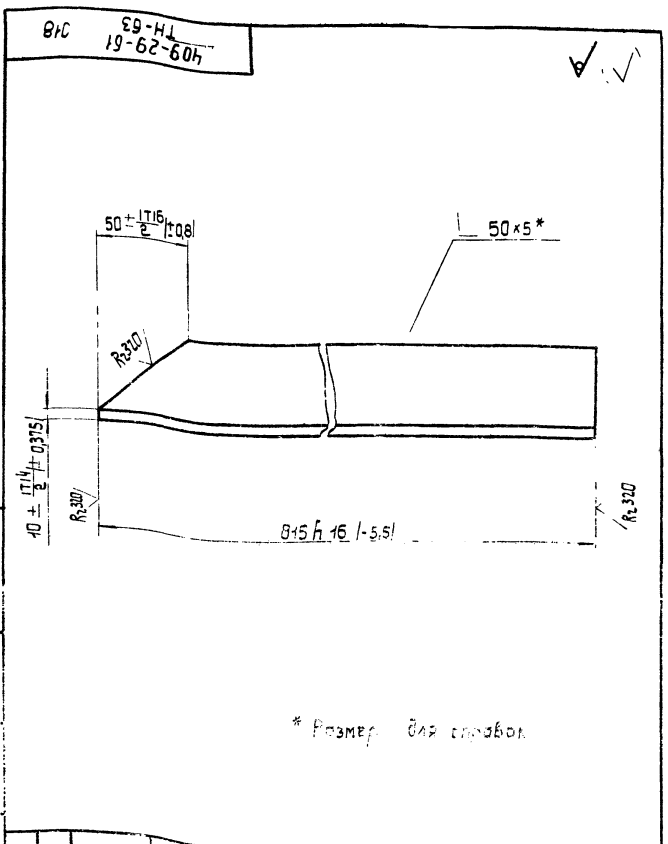 409-29-61
ТН-63
318
50 ± IT16/2 (±0,8)
50×5*
Rz320
10 ± IT14/2 (±0,375)
Rz320
Rz320
815 h 16 (-5,5)
* Размер для справок